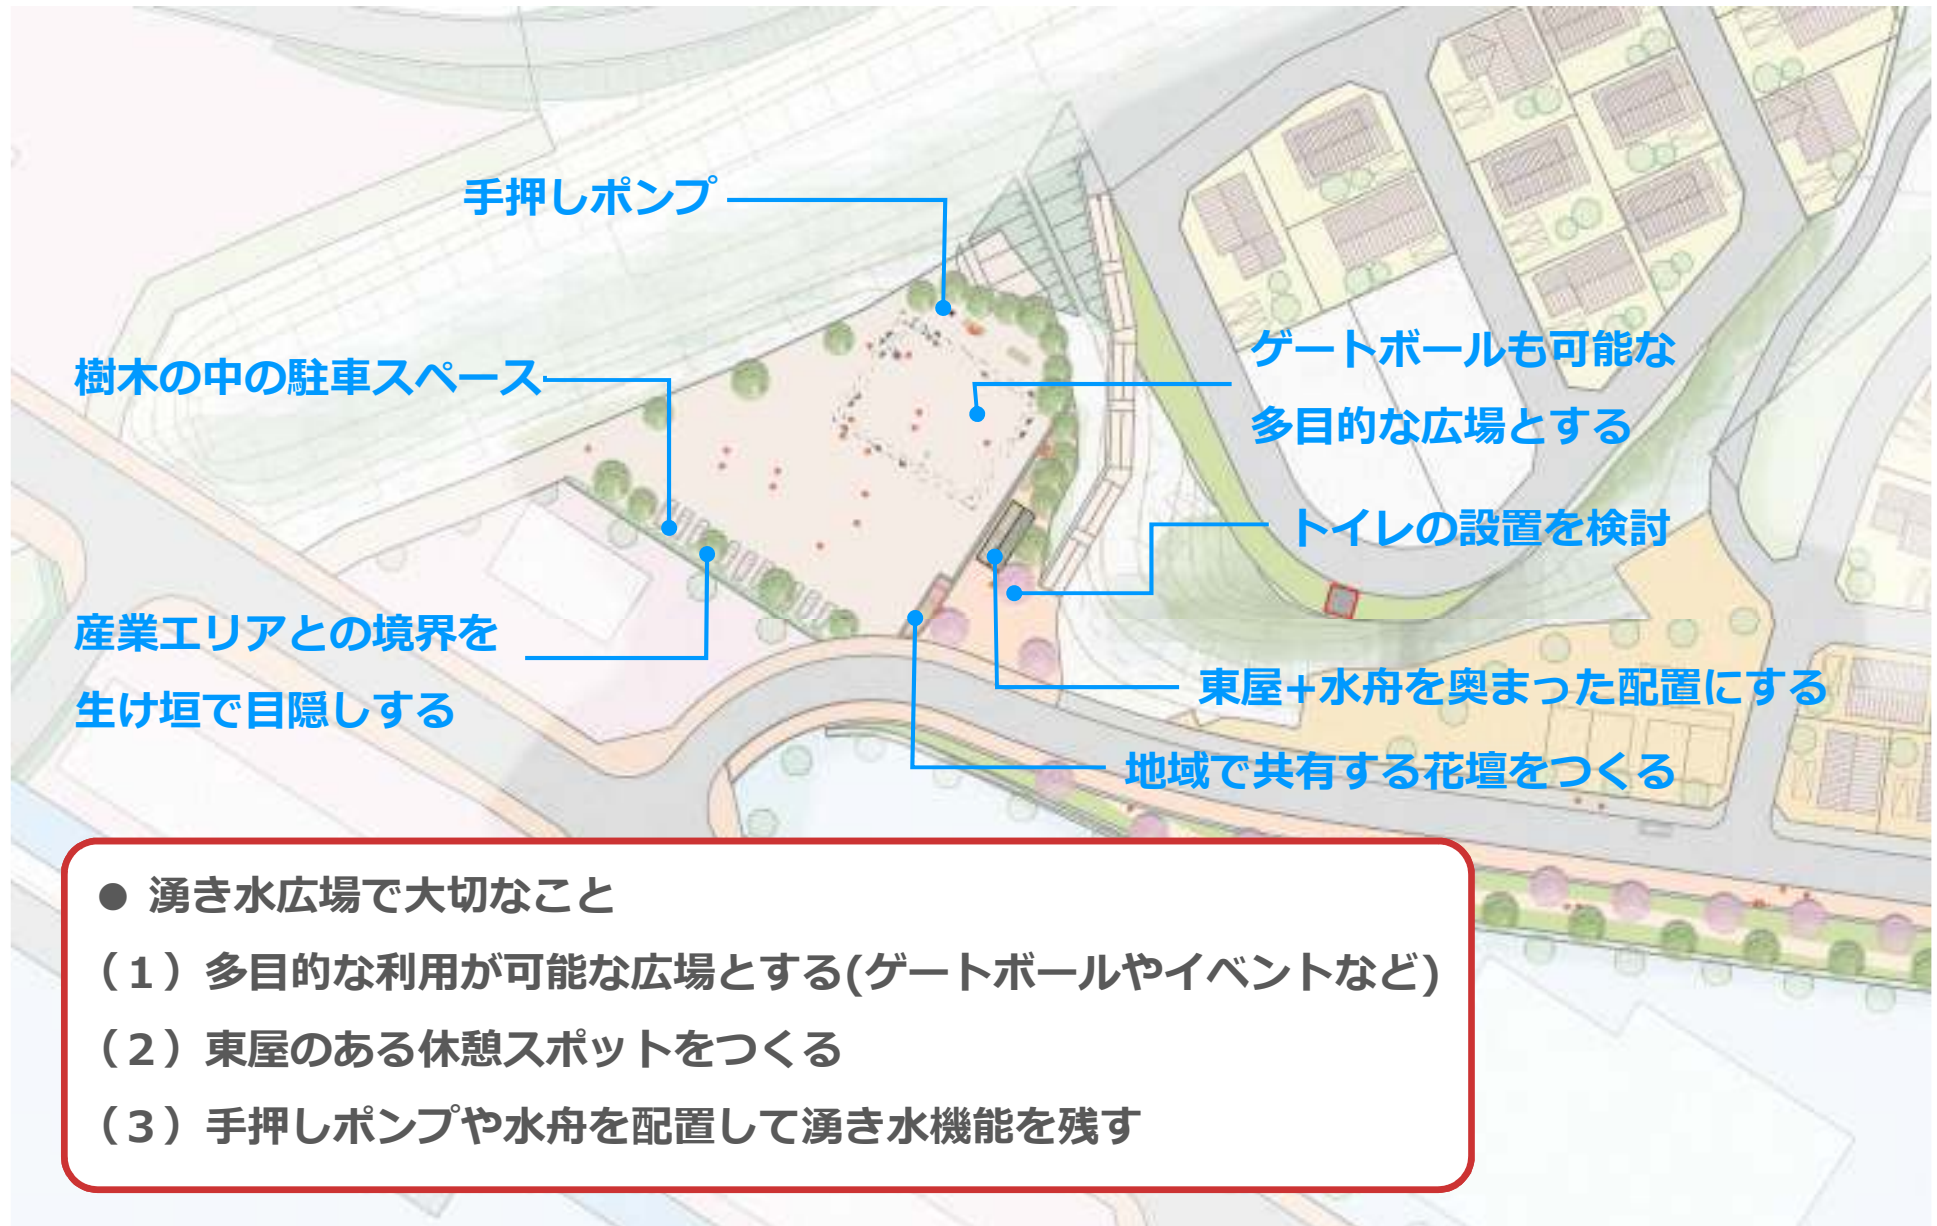 手押しポンプ
樹木の中の駐車スペース
ゲートボールも可能な
多目的な広場とする
トイレの設置を検討
産業エリアとの境界を
生け垣で目隠しする
東屋+水舟を奥まった配置にする
地域で共有する花壇をつくる
● 湧き水広場で大切なこと
（１）多目的な利用が可能な広場とする(ゲートボールやイベントなど)
（２）東屋のある休憩スポットをつくる
（３）手押しポンプや水舟を配置して湧き水機能を残す